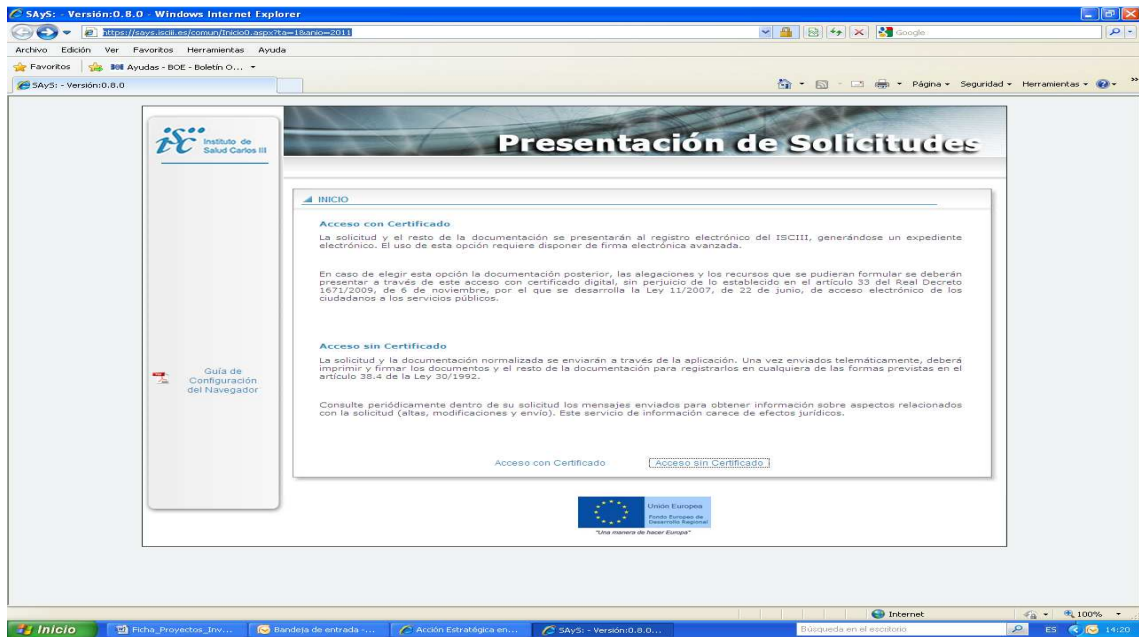 SAyS: - Versión:0.8.0 - Windows Internet Explorer
https://says.isciii.es/comun/Inicio0.aspx?ta=1&anio=2011
Google
Archivo Edición Ver Favoritos Herramientas Ayuda
Favoritos BOE Ayudas - BOE - Boletín O...
SAyS: - Versión:0.8.0
Página Seguridad Herramientas
isc Instituto de
Salud Carlos III
Presentación de Solicitudes
INICIO
Acceso con Certificado
La solicitud y el resto de la documentación se presentarán al registro electrónico del ISCIII, generándose un expediente
electrónico. El uso de esta opción requiere disponer de firma electrónica avanzada.
En caso de elegir esta opción la documentación posterior, las alegaciones y los recursos que se pudieran formular se deberán
presentar a través de este acceso con certificado digital, sin perjuicio de lo establecido en el artículo 33 del Real Decreto
1671/2009, de 6 de noviembre, por el que se desarrolla la Ley 11/2007, de 22 de junio, de acceso electrónico de los
ciudadanos a los servicios públicos.
Acceso sin Certificado
La solicitud y la documentación normalizada se enviarán a través de la aplicación. Una vez enviados telemáticamente, deberá
imprimir y firmar los documentos y el resto de la documentación para registrarlos en cualquiera de las formas previstas en el
artículo 38.4 de la Ley 30/1992.
Guía de
Configuración
del Navegador
Consulte periódicamente dentro de su solicitud los mensajes enviados para obtener información sobre aspectos relacionados
con la solicitud (altas, modificaciones y envío). Este servicio de información carece de efectos jurídicos.
Acceso con Certificado Acceso sin Certificado
Unión Europea
Fondo Europeo de
Desarrollo Regional
"Una manera de hacer Europa"
Internet 100%
Inicio Ficha_Proyectos_Inv... Bandeja de entrada -... Acción Estratégica en... SAyS: - Versión:0.8.0... Búsqueda en el escritorio ES 14:20